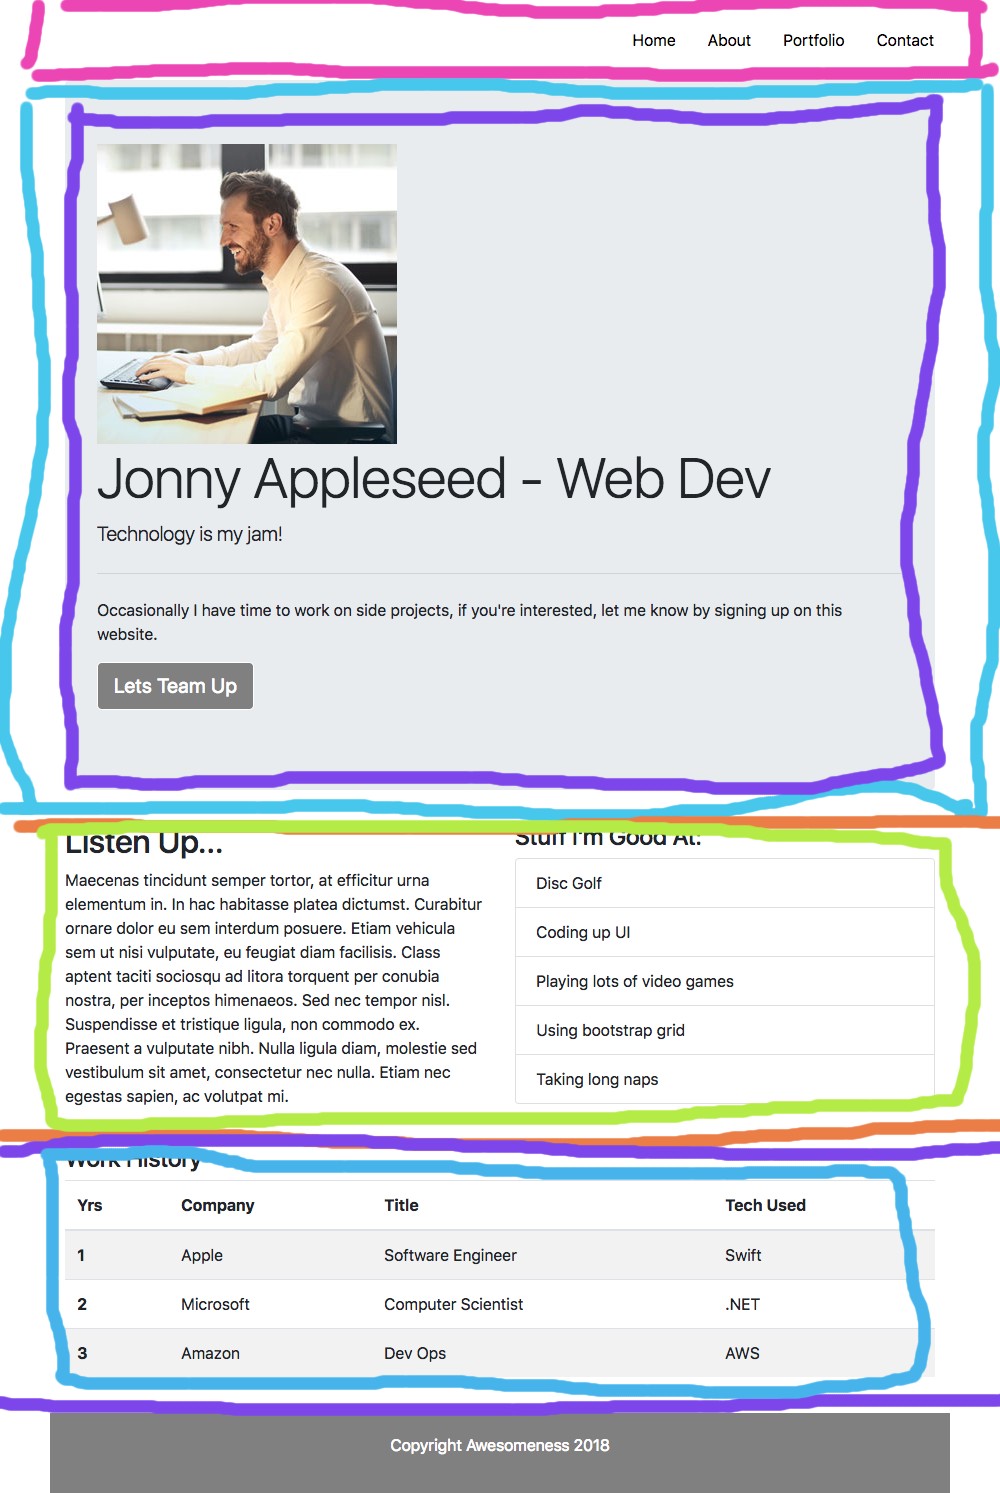 Home About Portfolio Contact
Jonny Appleseed - Web Dev
Technology is my jam!
Occasionally I have time to work on side projects, if you're interested, let me know by signing up on this
website.
Lets Team Up
Listen Up...
Maecenas tincidunt semper tortor, at efficitur urna
elementum in. In hac habitasse platea dictumst. Curabitur
ornare dolor eu sem interdum posuere. Etiam vehicula
sem ut nisi vulputate, eu feugiat diam facilisis. Class
aptent taciti sociosqu ad litora torquent per conubia
nostra, per inceptos himenaeos. Sed nec tempor nisl.
Suspendisse et tristique ligula, non commodo ex.
Praesent a vulputate nibh. Nulla ligula diam, molestie sed
vestibulum sit amet, consectetur nec nulla. Etiam nec
egestas sapien, ac volutpat mi.
Stuff I'm Good At:
Disc Golf
Coding up UI
Playing lots of video games
Using bootstrap grid
Taking long naps
Work History
Yrs Company Title Tech Used
1 Apple Software Engineer Swift
2 Microsoft Computer Scientist .NET
3 Amazon Dev Ops AWS
Copyright Awesomeness 2018